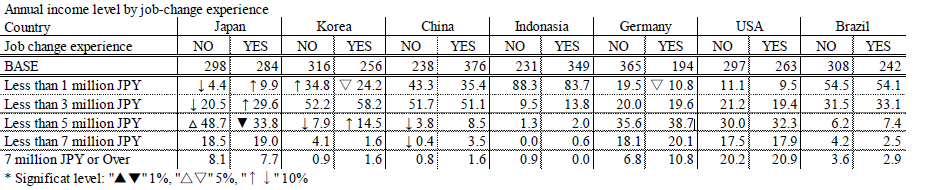 Annual income level by job-change experience
Country Japan Korea China Indonasia Germany USA Brazil
Job change experience NO YES NO YES NO YES NO YES NO YES NO YES NO YES
BASE 298 284 316 256 238 376 231 349 365 194 297 263 308 242
Less than 1 million JPY ↓ 4.4 ↑ 9.9 ↑ 34.8 ▽ 24.2 43.3 35.4 88.3 83.7 19.5 ▽ 10.8 11.1 9.5 54.5 54.1
Less than 3 million JPY ↓ 20.5 ↑ 29.6 52.2 58.2 51.7 51.1 9.5 13.8 20.0 19.6 21.2 19.4 31.5 33.1
Less than 5 million JPY △ 48.7 ▼ 33.8 ↓ 7.9 ↑ 14.5 ↓ 3.8 8.5 1.3 2.0 35.6 38.7 30.0 32.3 6.2 7.4
Less than 7 million JPY 18.5 19.0 4.1 1.6 ↓ 0.4 3.5 0.0 0.6 18.1 20.1 17.5 17.9 4.2 2.5
7 million JPY or Over 8.1 7.7 0.9 1.6 0.8 1.6 0.9 0.0 6.8 10.8 20.2 20.9 3.6 2.9
* Significat level: "▲▼" 1%, "△▽" 5%, "↑ ↓" 10%